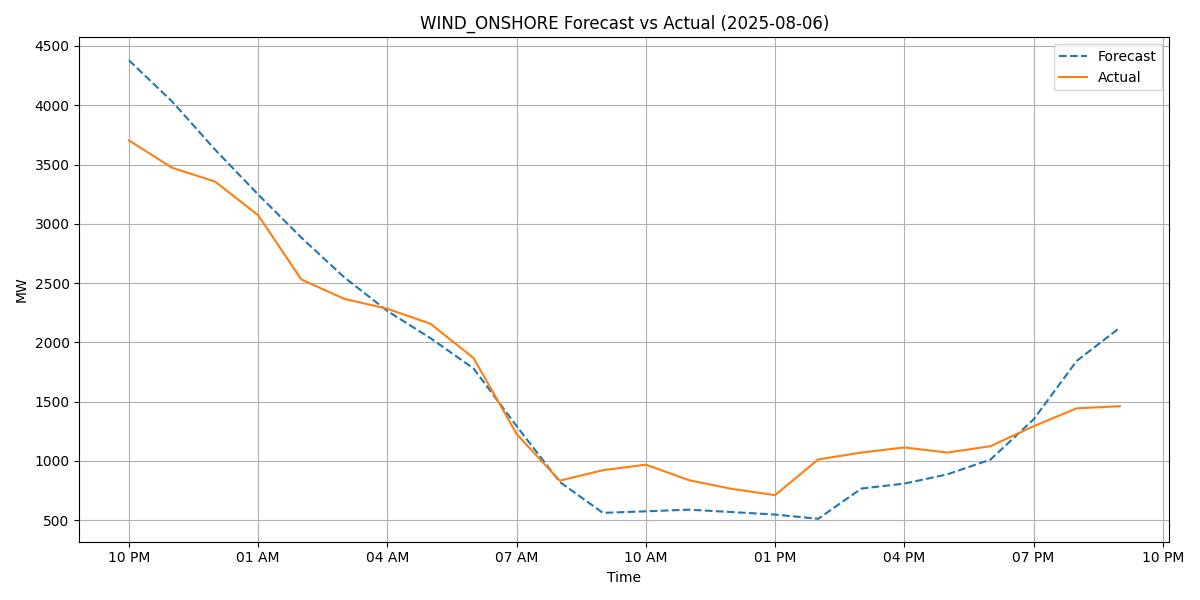 WIND_ONSHORE Forecast vs Actual (2025-08-06)
Forecast
Actual
4500
4000
3500
3000
2500
2000
1500
1000
500
MW
10 PM 01 AM 04 AM 07 AM 10 AM 01 PM 04 PM 07 PM 10 PM
Time